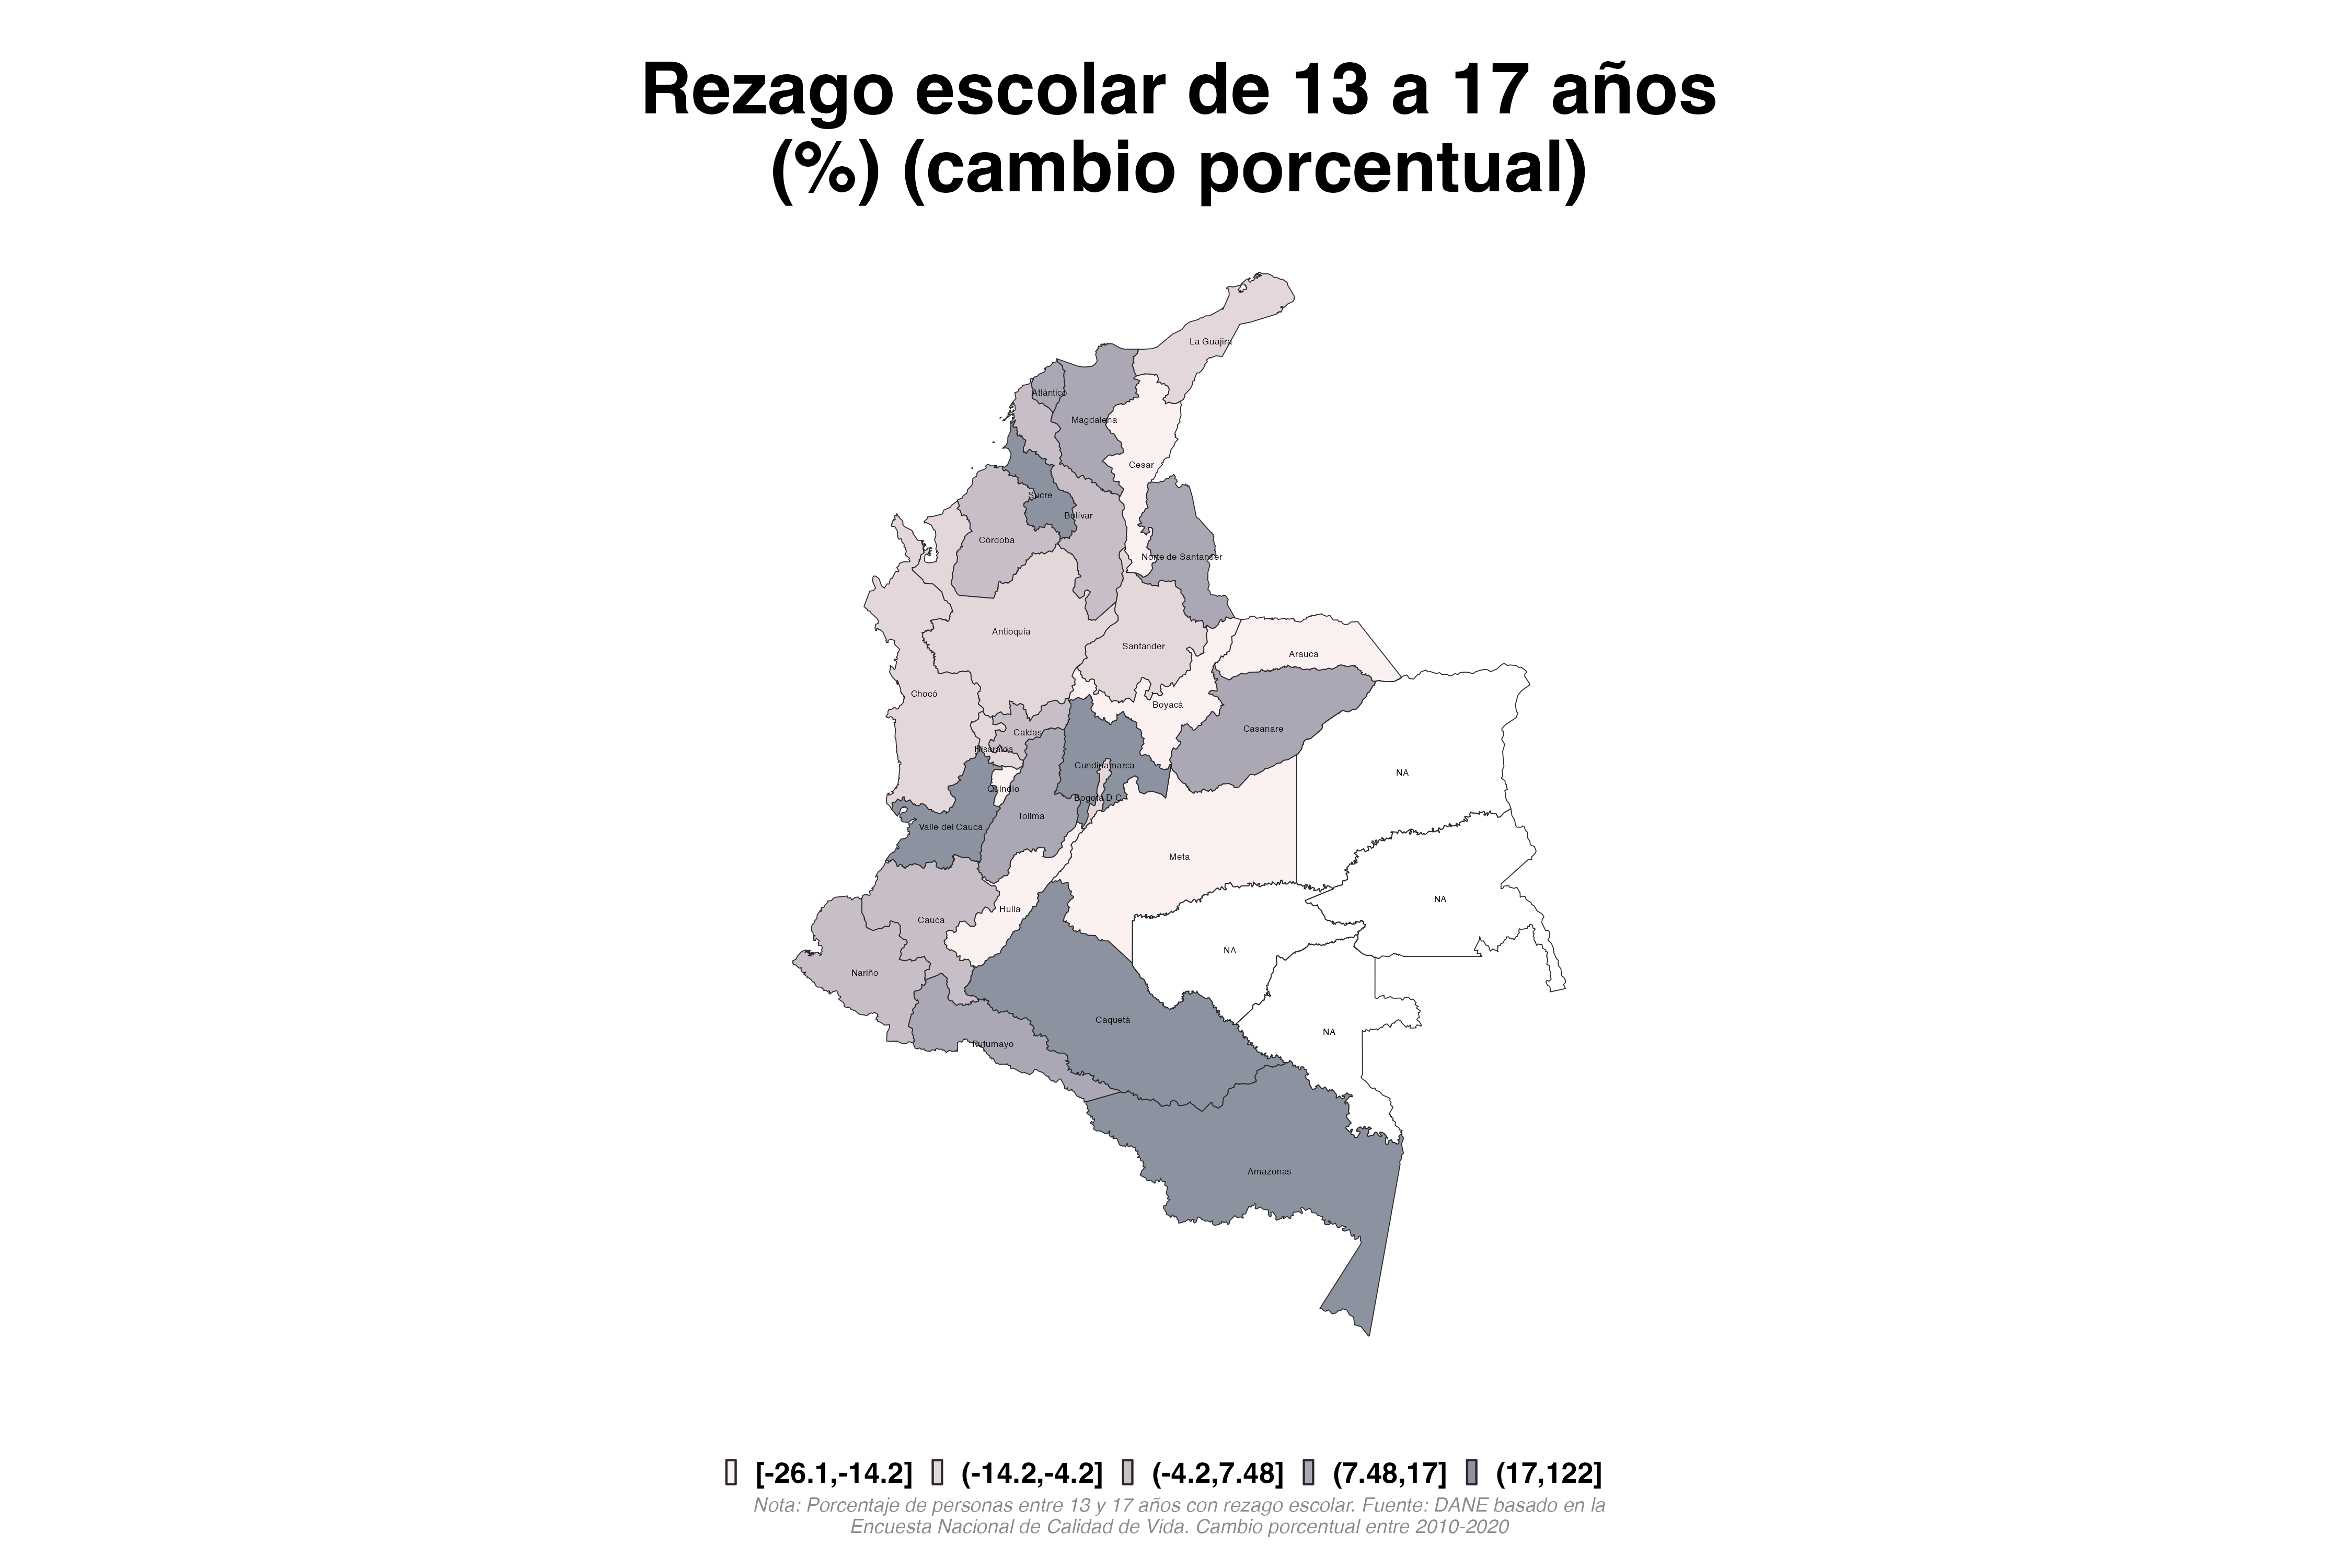 Rezago escolar de 13 a 17 años
(%) (cambio porcentual)
La Guajira
Atlántico
Magdalena
Cesar
Sucre
Bolívar
Córdoba
Norte de Santander
Antioquia
Santander
Arauca
Chocó
Boyacá
Casanare
Caldas
Risaralda
Cundinamarca
NA
Quindío
Bogotá D.C.
Tolima
Valle del Cauca
Meta
NA
Huila
Cauca
NA
Nariño
Caquetá
NA
Putumayo
Amazonas
[-26.1,-14.2] (-14.2,-4.2] (-4.2,7.48] (7.48,17] (17,122]
Nota: Porcentaje de personas entre 13 y 17 años con rezago escolar. Fuente: DANE basado en la
Encuesta Nacional de Calidad de Vida. Cambio porcentual entre 2010-2020